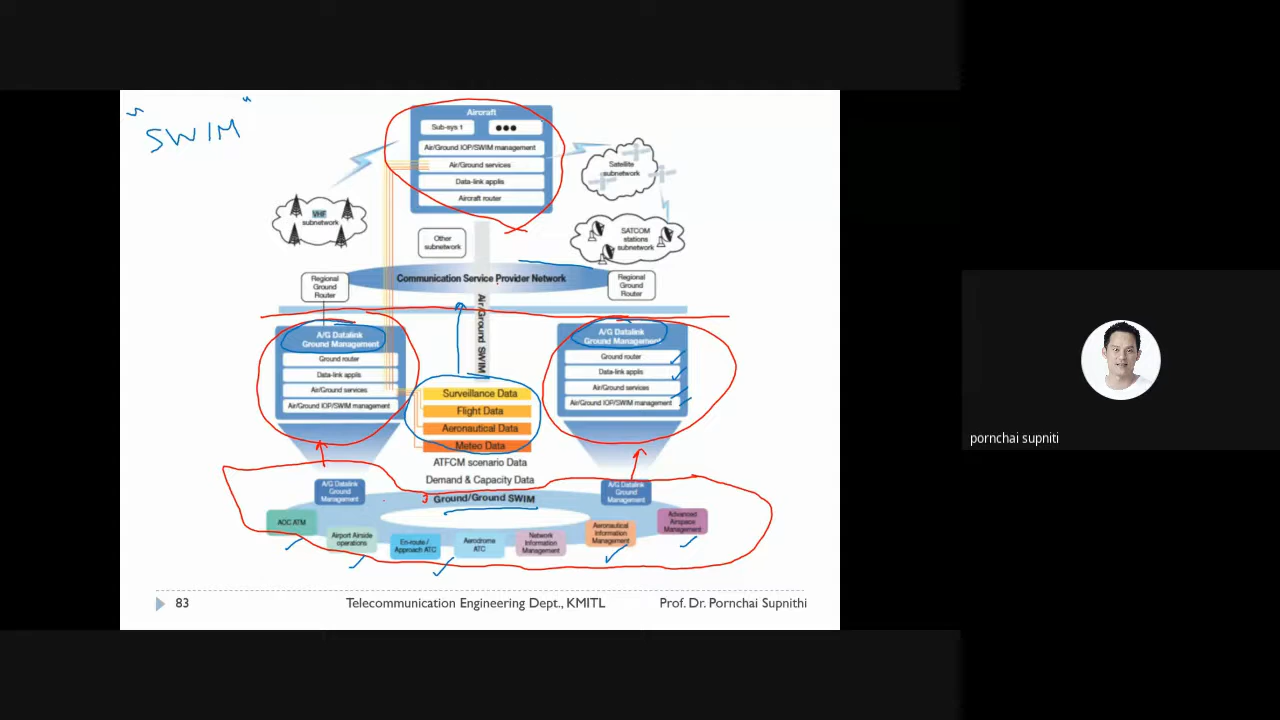 "SWIM"
Aircraft
Sub-sys 1
Air/Ground IOP/SWIM management
Air/Ground services
Data-link applis
Aircraft router
Satellite
subnetwork
VHF
subnetwork
Other
subnetwork
SATCOM
stations
subnetwork
Communication Service Provider Network
Regional
Ground
Router
Regional
Ground
Router
Air/Ground SWIM
A/G Datalink
Ground Management
Ground router
Data-link applis
Air/Ground services
Air/Ground IOP/SWIM management
A/G Datalink
Ground Management
Ground router
Data-link applis
Air/Ground services
Air/Ground IOP/SWIM management
Surveillance Data
Flight Data
Aeronautical Data
Meteo Data
ATFCM scenario Data
Demand & Capacity Data
Ground/Ground SWIM
A/G Datalink
Ground
Management
A/G Datalink
Ground
Management
AOC ATM
Airport Airside
operations
En-route /
Approach ATC
Aerodrome
ATC
Network
Information
Management
Aeronautical
Information
Management
Advanced
Airspace
Management
83
Telecommunication Engineering Dept., KMITL
Prof. Dr. Pornchai Supnithi
pornchai supniti